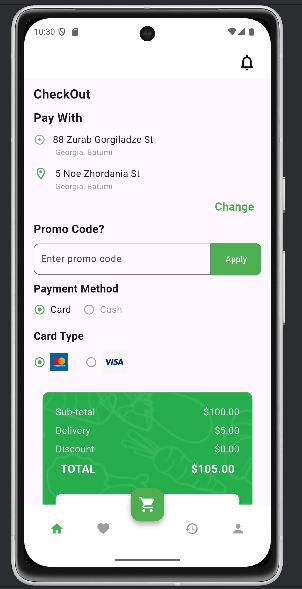 10:30
CheckOut
Pay With
88 Zurab Gorgiladze St
Georgia, Batumi
5 Noe Zhordania St
Georgia, Batumi
Change
Promo Code?
Enter promo code
Apply
Payment Method
Card
Cash
Card Type
VISA
Sub-total $100.00
Delivery $5.00
Discount $0.00
TOTAL $105.00